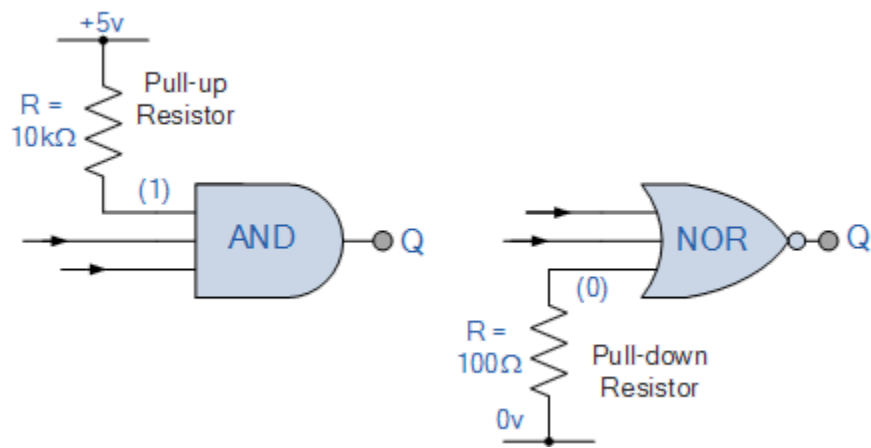 +5v
Pull-up
Resistor
R =
10kΩ
(1)
AND
Q
NOR
Q
(0)
R =
100Ω
Pull-down
Resistor
0v